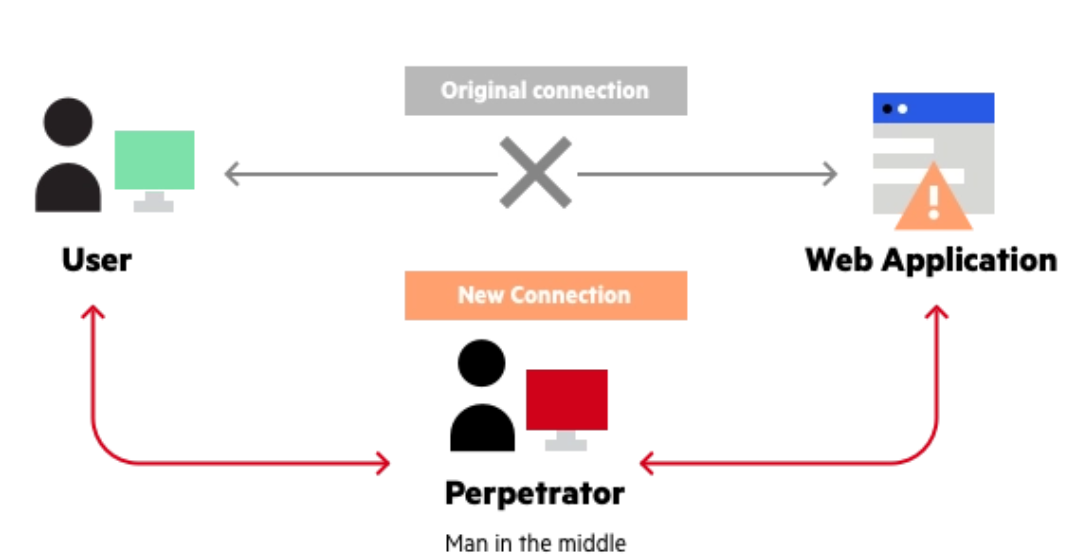 Original connection
User
Web Application
New Connection
Perpetrator
Man in the middle